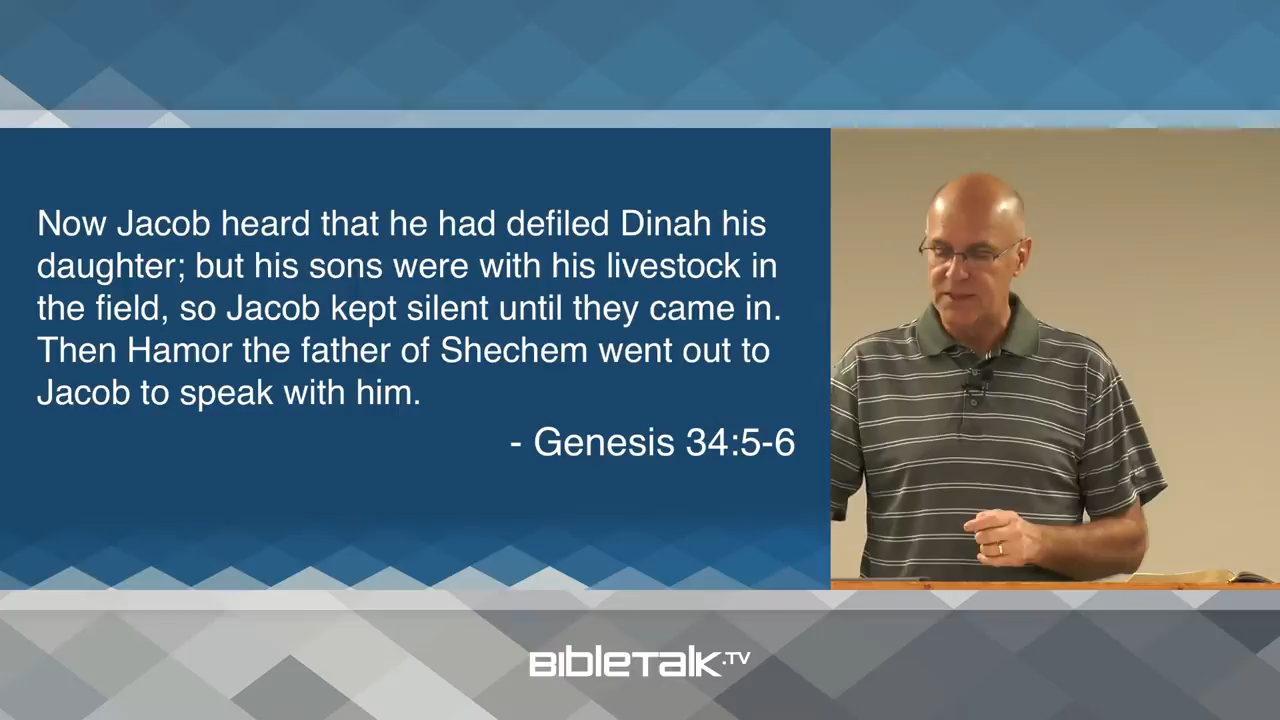 Now Jacob heard that he had defiled Dinah his
daughter; but his sons were with his livestock in
the field, so Jacob kept silent until they came in.
Then Hamor the father of Shechem went out to
Jacob to speak with him.
- Genesis 34:5-6
BIBLETALK.TV